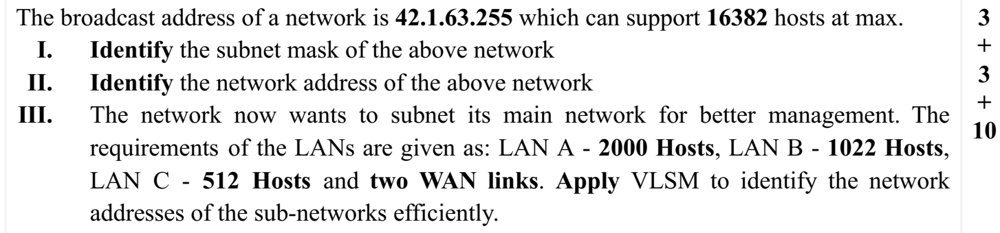 The broadcast address of a network is 42.1.63.255 which can support 16382 hosts at max.
I. Identify the subnet mask of the above network
II. Identify the network address of the above network
III. The network now wants to subnet its main network for better management. The
requirements of the LANs are given as: LAN A - 2000 Hosts, LAN B - 1022 Hosts,
LAN C - 512 Hosts and two WAN links. Apply VLSM to identify the network
addresses of the sub-networks efficiently.
3
+
3
+
10